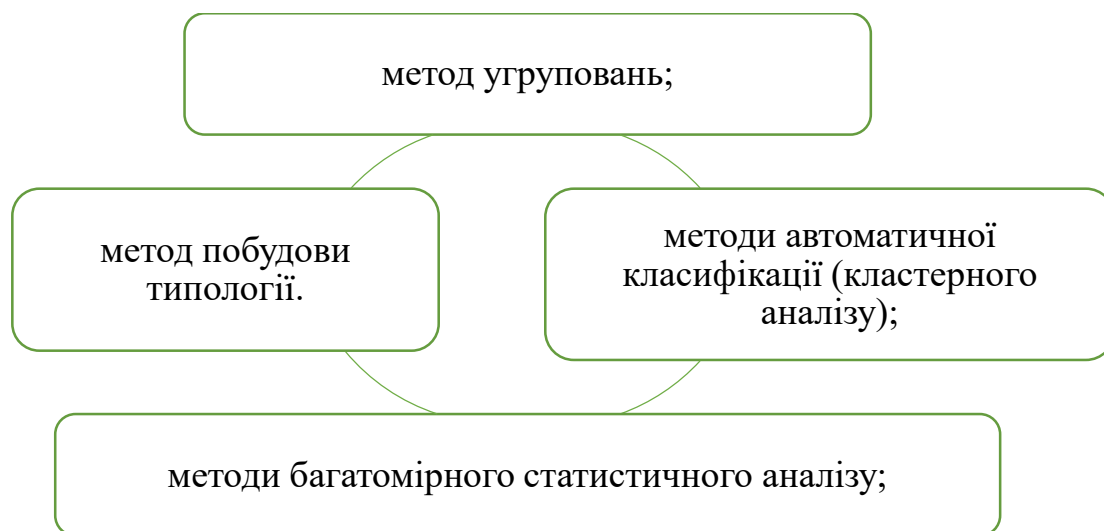 метод угруповань;
методи автоматичної
класифікації (кластерного
аналізу);
методи багатомірного статистичного аналізу;
метод побудови
типології.